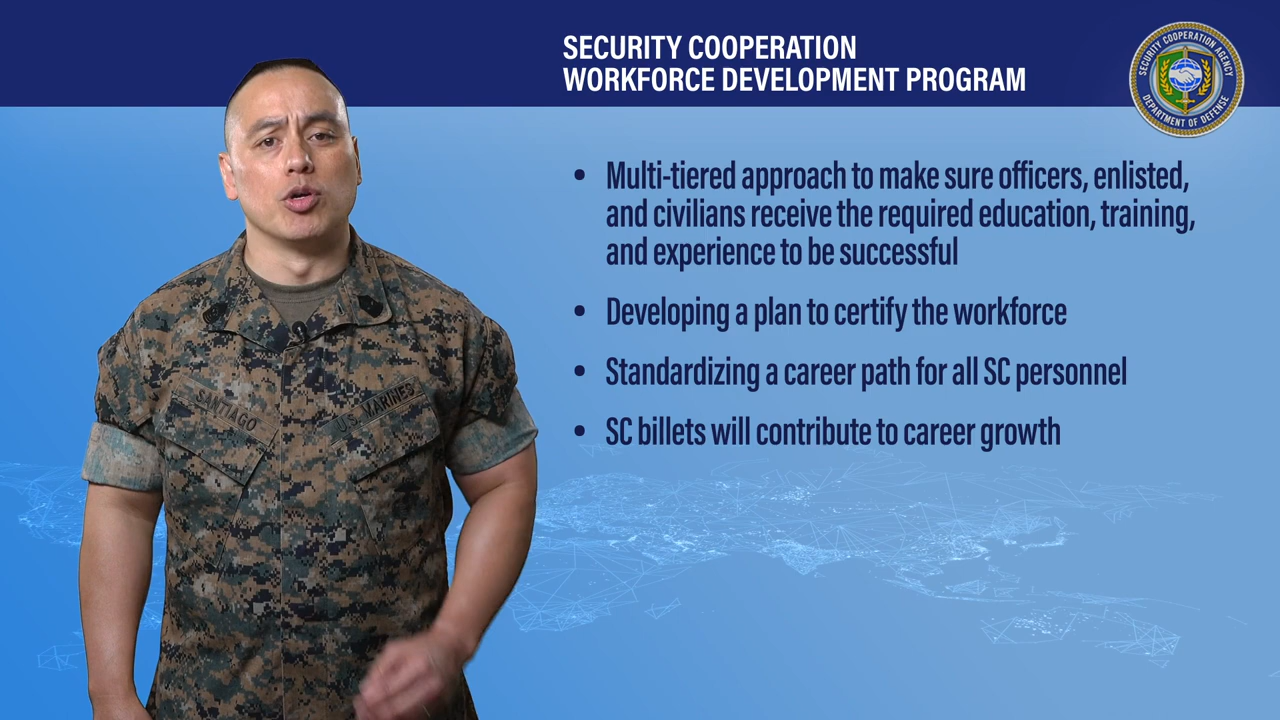 SECURITY COOPERATION
WORKFORCE DEVELOPMENT PROGRAM
SECURITY COOPERATION AGENCY
DEPARTMENT OF DEFENSE
• Multi-tiered approach to make sure officers, enlisted,
and civilians receive the required education, training,
and experience to be successful
• Developing a plan to certify the workforce
• Standardizing a career path for all SC personnel
• SC billets will contribute to career growth
SANTIAGO
U.S. MARINES